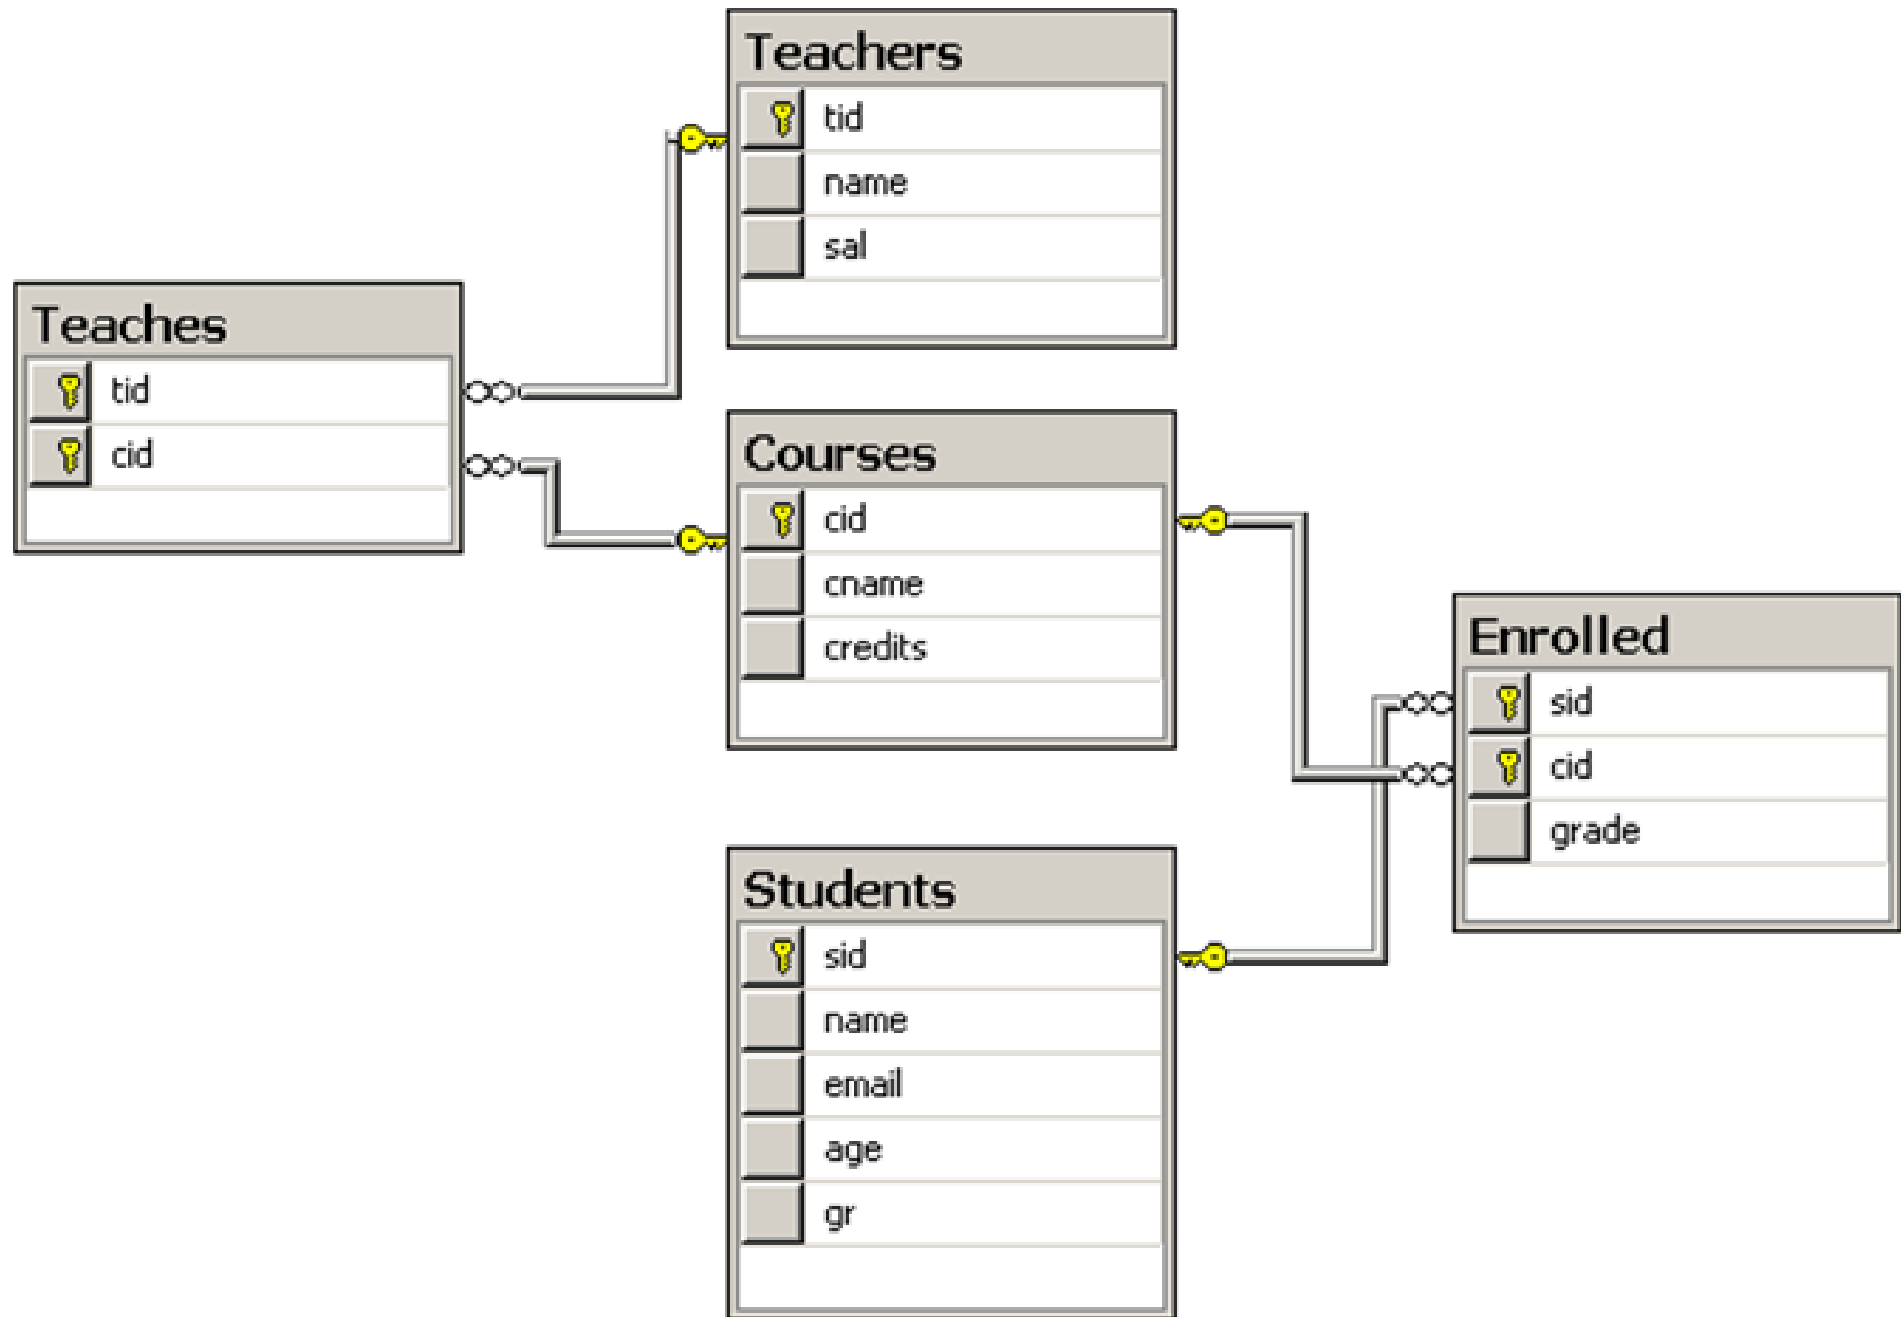 Teachers
tid
name
sal
Teaches
tid
cid
Courses
cid
cname
credits
Enrolled
sid
cid
grade
Students
sid
name
email
age
gr